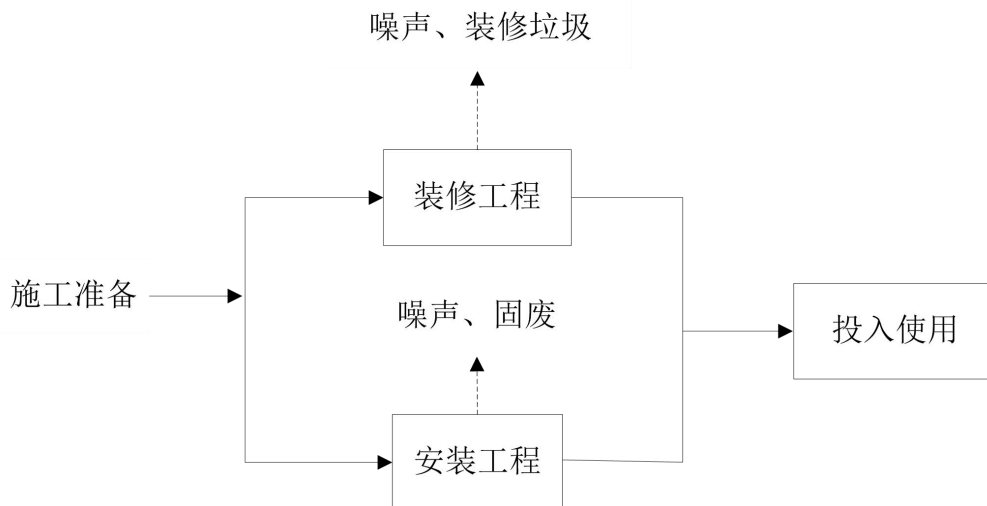 噪声、装修垃圾
装修工程
施工准备
噪声、固废
投入使用
安装工程